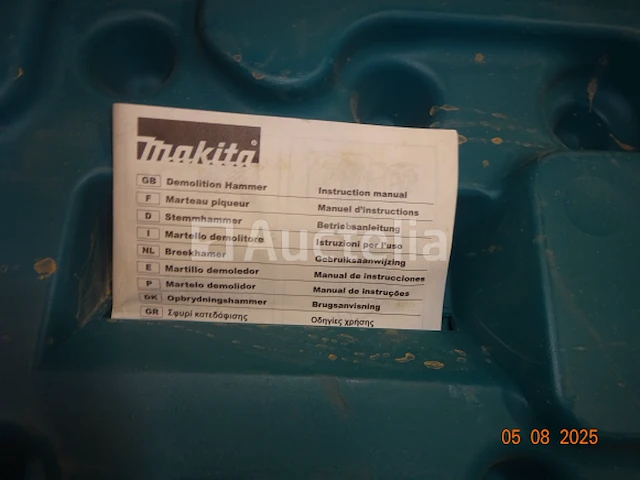 makita
GB Demolition Hammer Instruction manual
F Marteau piqueur Manuel d'instructions
D Stemmhammer Betriebsanleitung
I Martello demolitore Istruzioni per l'uso
NL Breekhamer Gebruiksaanwijzing
E Martillo demoledor Manual de instrucciones
P Martelo demolidor Manual de instruções
DK Opbrydningshammer Brugsanvisning
GR Σφυρί κατεδάφισης Οδηγίες χρήσης
Auctelia
05 08 2025